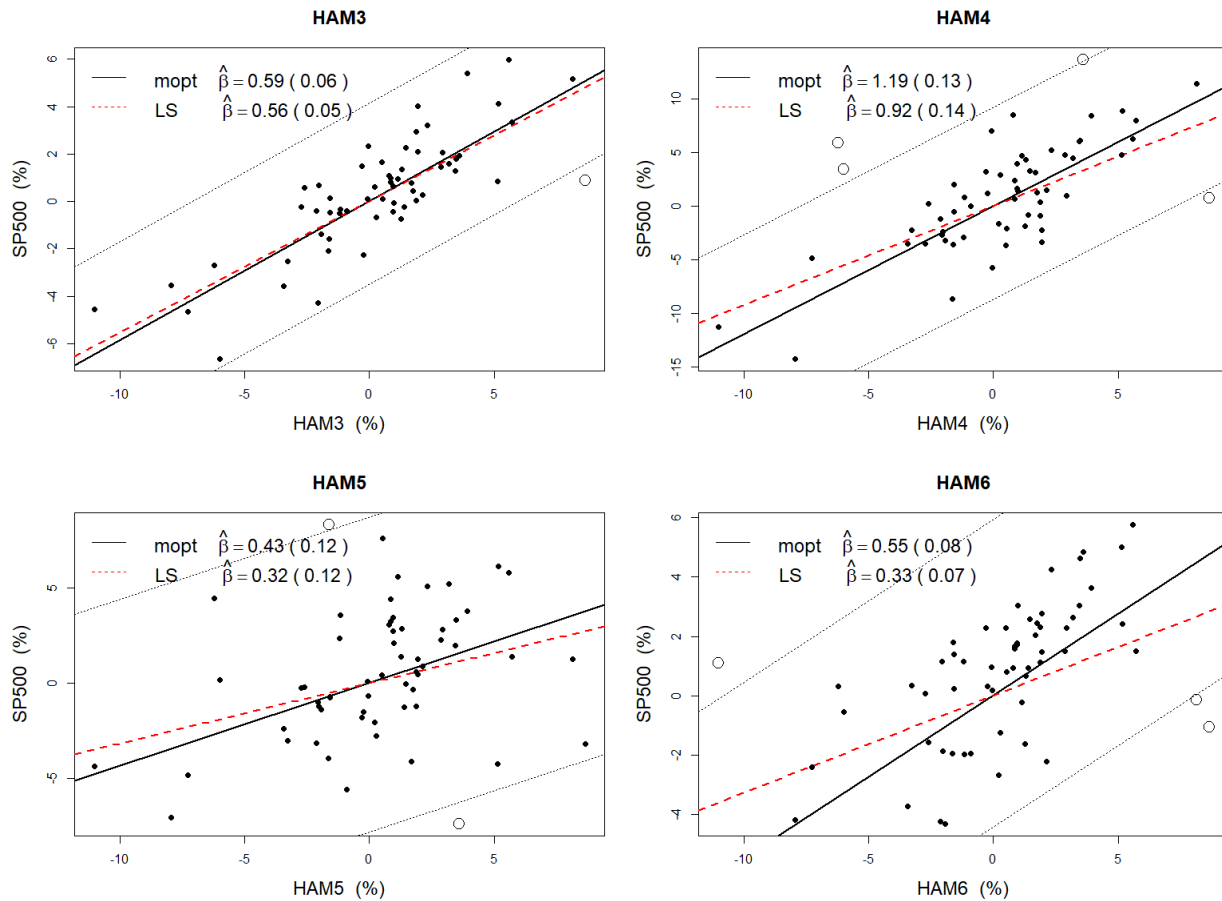 HAM3
mopt β̂ = 0.59 ( 0.06 )
LS β̂ = 0.56 ( 0.05 )
SP500 (%)
6
4
2
0
-2
-4
-6
-10
-5
0
5
HAM3 (%)
HAM4
mopt β̂ = 1.19 ( 0.13 )
LS β̂ = 0.92 ( 0.14 )
SP500 (%)
10
5
0
-5
-10
-15
-10
-5
0
5
HAM4 (%)
HAM5
mopt β̂ = 0.43 ( 0.12 )
LS β̂ = 0.32 ( 0.12 )
SP500 (%)
5
0
-5
-10
-5
0
5
HAM5 (%)
HAM6
mopt β̂ = 0.55 ( 0.08 )
LS β̂ = 0.33 ( 0.07 )
SP500 (%)
6
4
2
0
-2
-4
-10
-5
0
5
HAM6 (%)